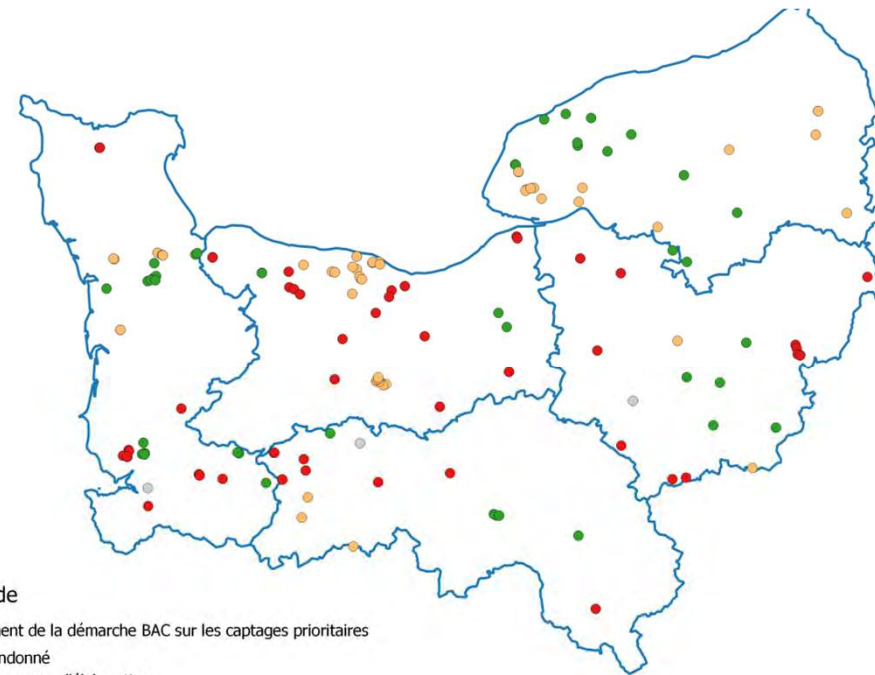 de
ent de la démarche BAC sur les captages prioritaires
ndonné